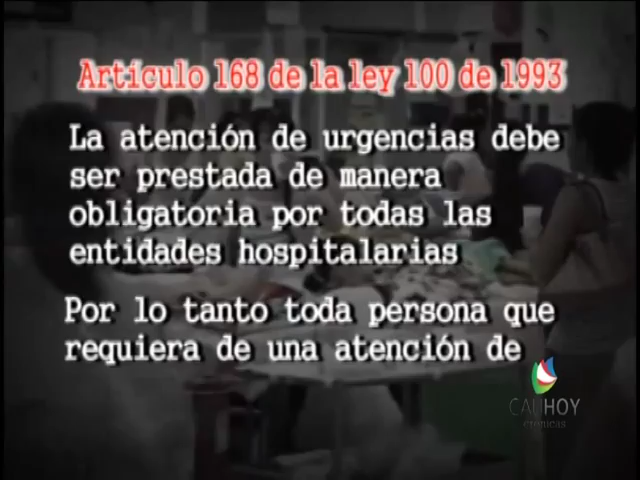 Artículo 168 de la ley 100 de 1993
La atención de urgencias debe
ser prestada de manera
obligatoria por todas las
entidades hospitalarias
Por lo tanto toda persona que
requiera de una atención de
CALIHOY
crónicas